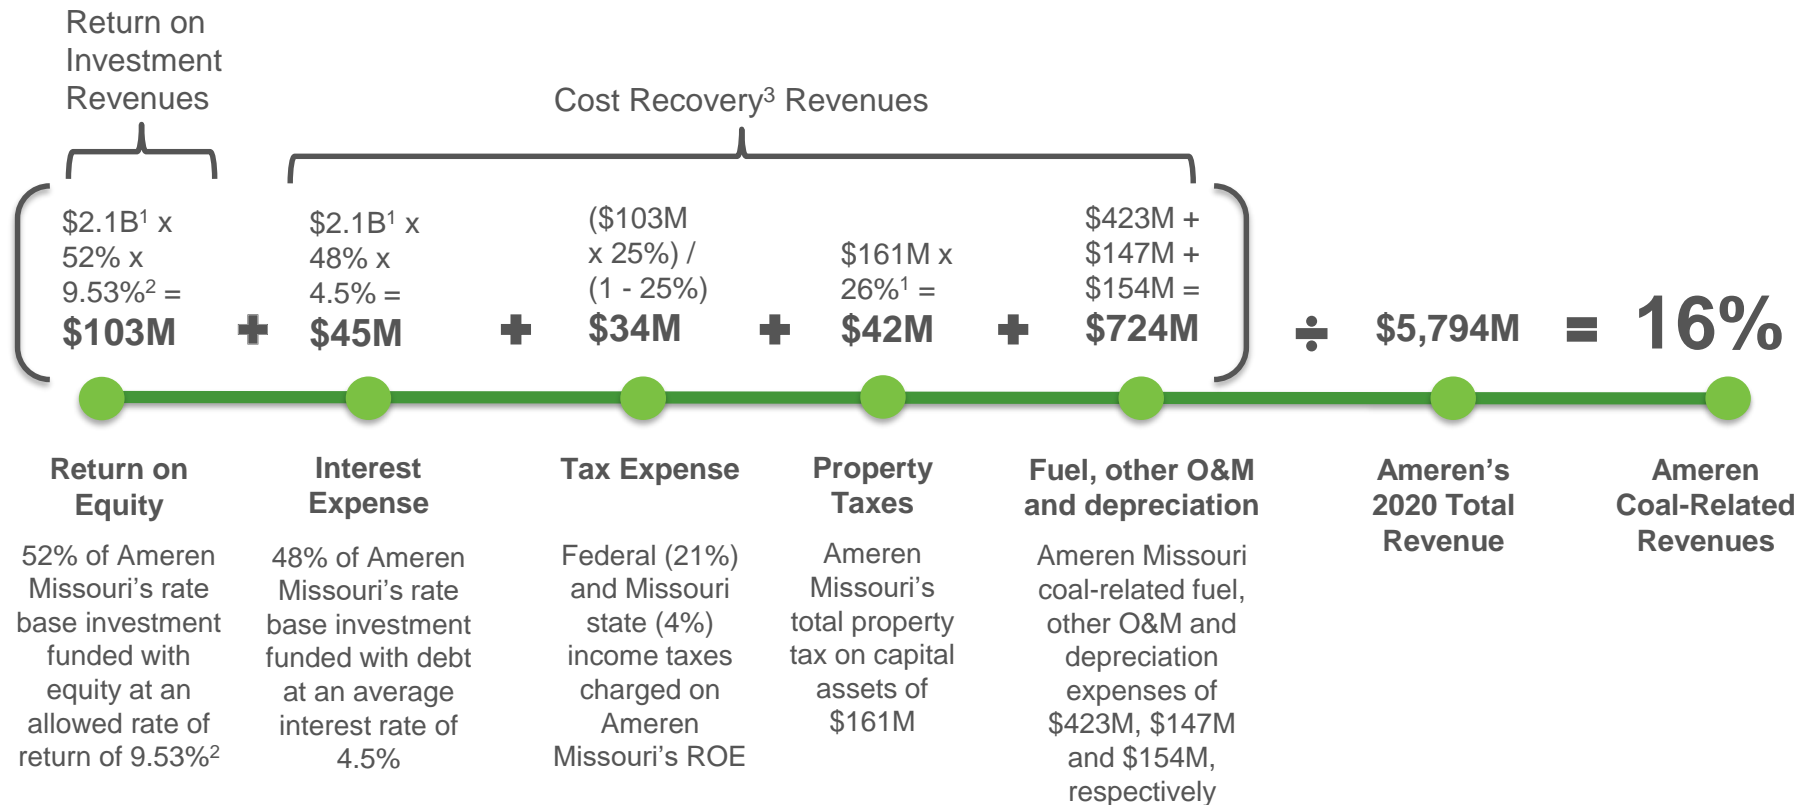 Return on
Investment
Revenues
Cost Recovery³ Revenues
$2.1B¹ x
52% x
9.53%² =
$103M
+
$2.1B¹ x
48% x
4.5% =
$45M
+
($103M
x 25%) /
(1 - 25%)
$34M
+
$161M x
26%¹ =
$42M
+
$423M +
$147M +
$154M =
$724M
÷
$5,794M
=
16%
Return on
Equity
52% of Ameren
Missouri’s rate
base investment
funded with
equity at an
allowed rate of
return of 9.53%²
Interest
Expense
48% of Ameren
Missouri’s rate
base investment
funded with debt
at an average
interest rate of
4.5%
Tax Expense
Federal (21%)
and Missouri
state (4%)
income taxes
charged on
Ameren
Missouri’s ROE
Property
Taxes
Ameren
Missouri’s
total property
tax on capital
assets of
$161M
Fuel, other O&M
and depreciation
Ameren Missouri
coal-related fuel,
other O&M and
depreciation
expenses of
$423M, $147M
and $154M,
respectively
Ameren’s
2020 Total
Revenue
Ameren
Coal-Related
Revenues